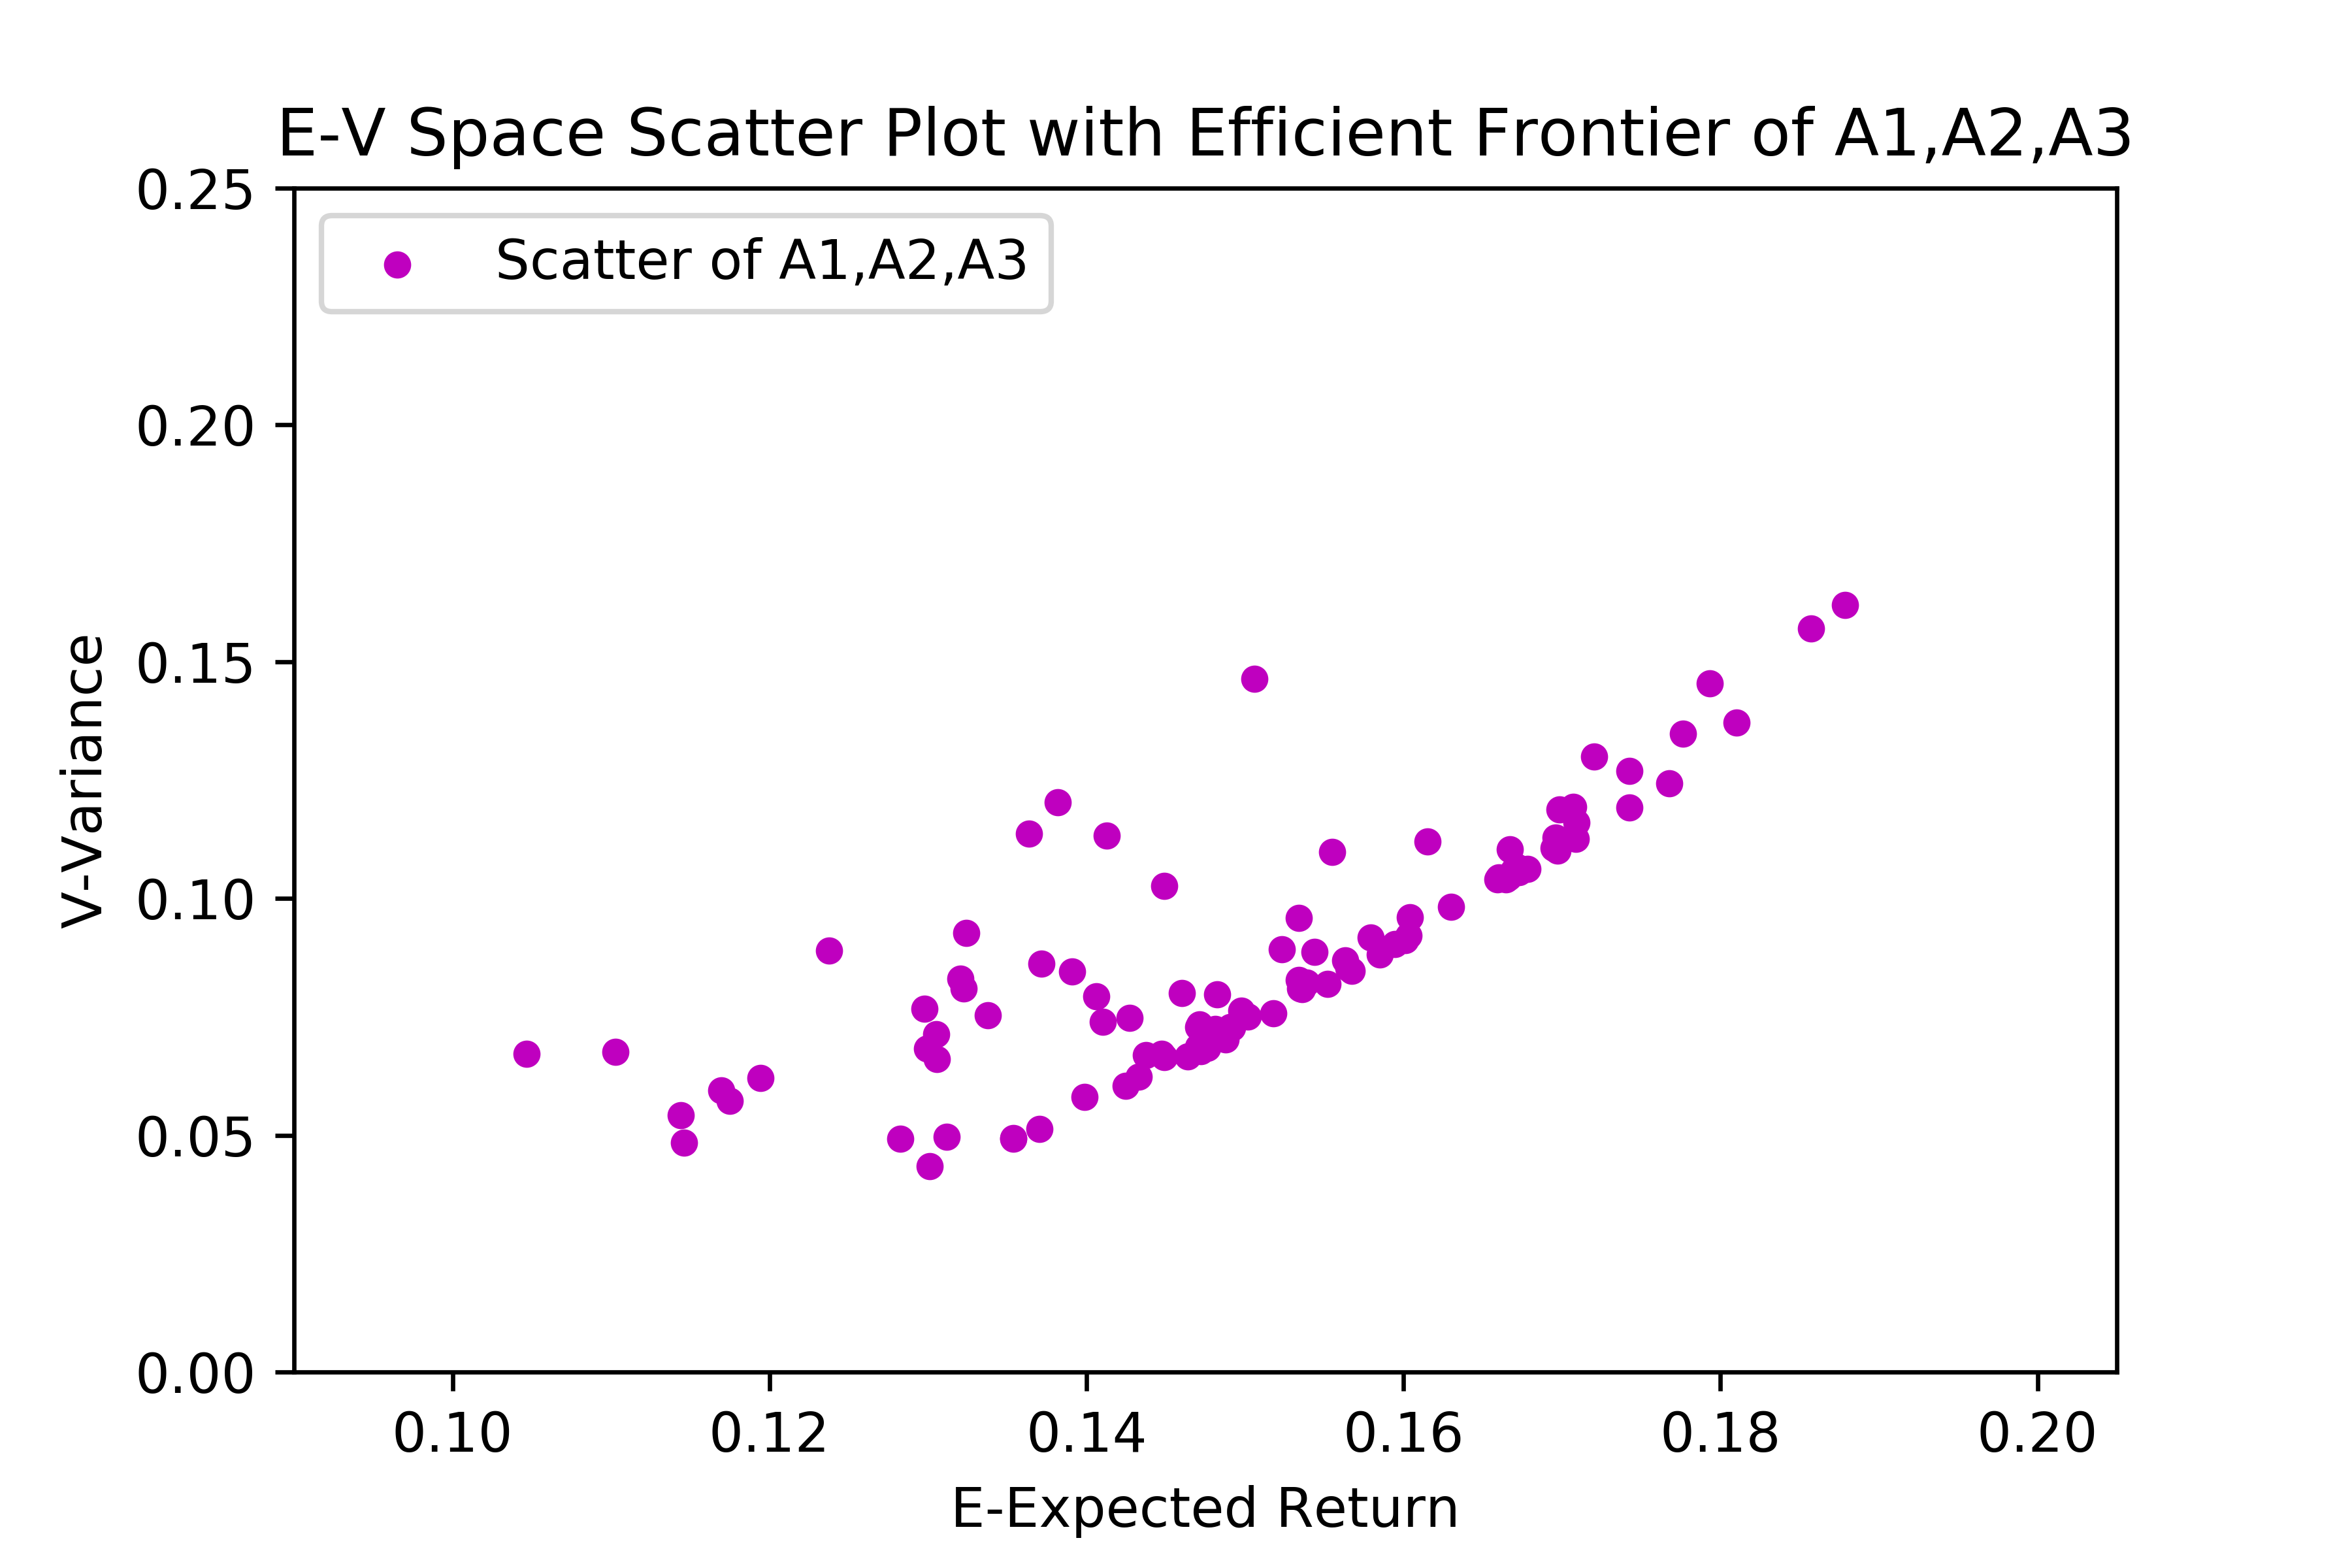 E-V Space Scatter Plot with Efficient Frontier of A1,A2,A3
Scatter of A1,A2,A3
V-Variance
0.25
0.20
0.15
0.10
0.05
0.00
0.10 0.12 0.14 0.16 0.18 0.20
E-Expected Return